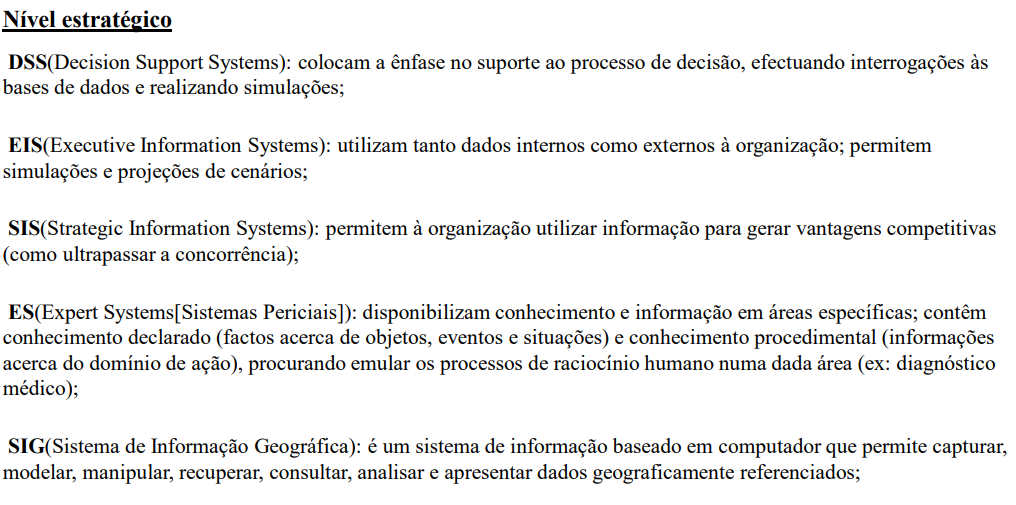 Nível estratégico
DSS(Decision Support Systems): colocam a ênfase no suporte ao processo de decisão, efectuando interrogações às
bases de dados e realizando simulações;
EIS(Executive Information Systems): utilizam tanto dados internos como externos à organização; permitem
simulações e projeções de cenários;
SIS(Strategic Information Systems): permitem à organização utilizar informação para gerar vantagens competitivas
(como ultrapassar a concorrência);
ES(Expert Systems[Sistemas Periciais]): disponibilizam conhecimento e informação em áreas específicas; contêm
conhecimento declarado (factos acerca de objetos, eventos e situações) e conhecimento procedimental (informações
acerca do domínio de ação), procurando emular os processos de raciocínio humano numa dada área (ex: diagnóstico
médico);
SIG(Sistema de Informação Geográfica): é um sistema de informação baseado em computador que permite capturar,
modelar, manipular, recuperar, consultar, analisar e apresentar dados geograficamente referenciados;